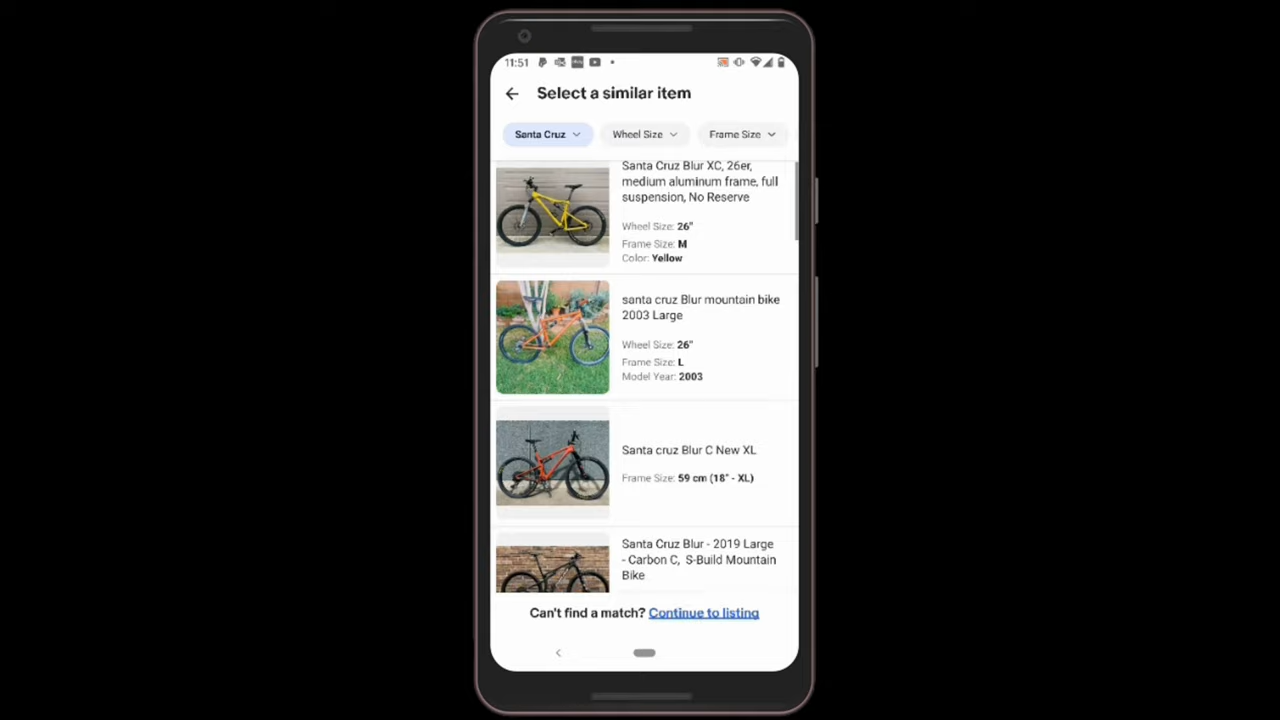 11:51
Select a similar item
Santa Cruz
Wheel Size
Frame Size
Santa Cruz Blur XC, 26er,
medium aluminum frame, full
suspension, No Reserve
Wheel Size: 26"
Frame Size: M
Color: Yellow
santa cruz Blur mountain bike
2003 Large
Wheel Size: 26"
Frame Size: L
Model Year: 2003
Santa cruz Blur C New XL
Frame Size: 59 cm (18" - XL)
Santa Cruz Blur - 2019 Large
- Carbon C, S-Build Mountain
Bike
Can't find a match? Continue to listing